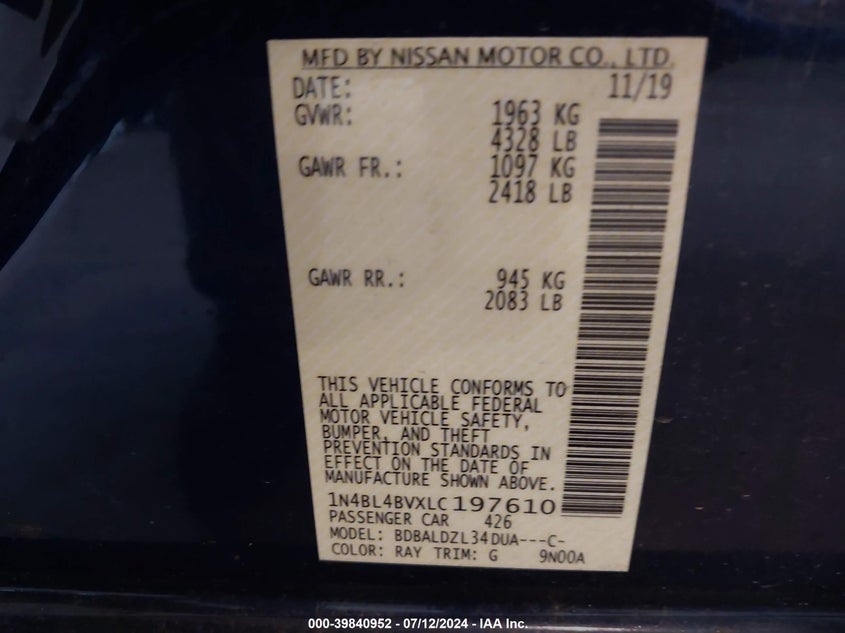 MFD BY NISSAN MOTOR CO., LTD.
DATE: 11/19
GVWR: 1963 KG
4328 LB
GAWR FR.: 1097 KG
2418 LB
GAWR RR.: 945 KG
2083 LB
THIS VEHICLE CONFORMS TO
ALL APPLICABLE FEDERAL
MOTOR VEHICLE SAFETY,
BUMPER, AND THEFT
PREVENTION STANDARDS IN
EFFECT ON THE DATE OF
MANUFACTURE SHOWN ABOVE.
1N4BL4BVXLC197610
PASSENGER CAR 426
MODEL: BDBALDZL34DUA---C-
COLOR: RAY TRIM: G 9N00A
000-39840952 - 07/12/2024 - IAA Inc.